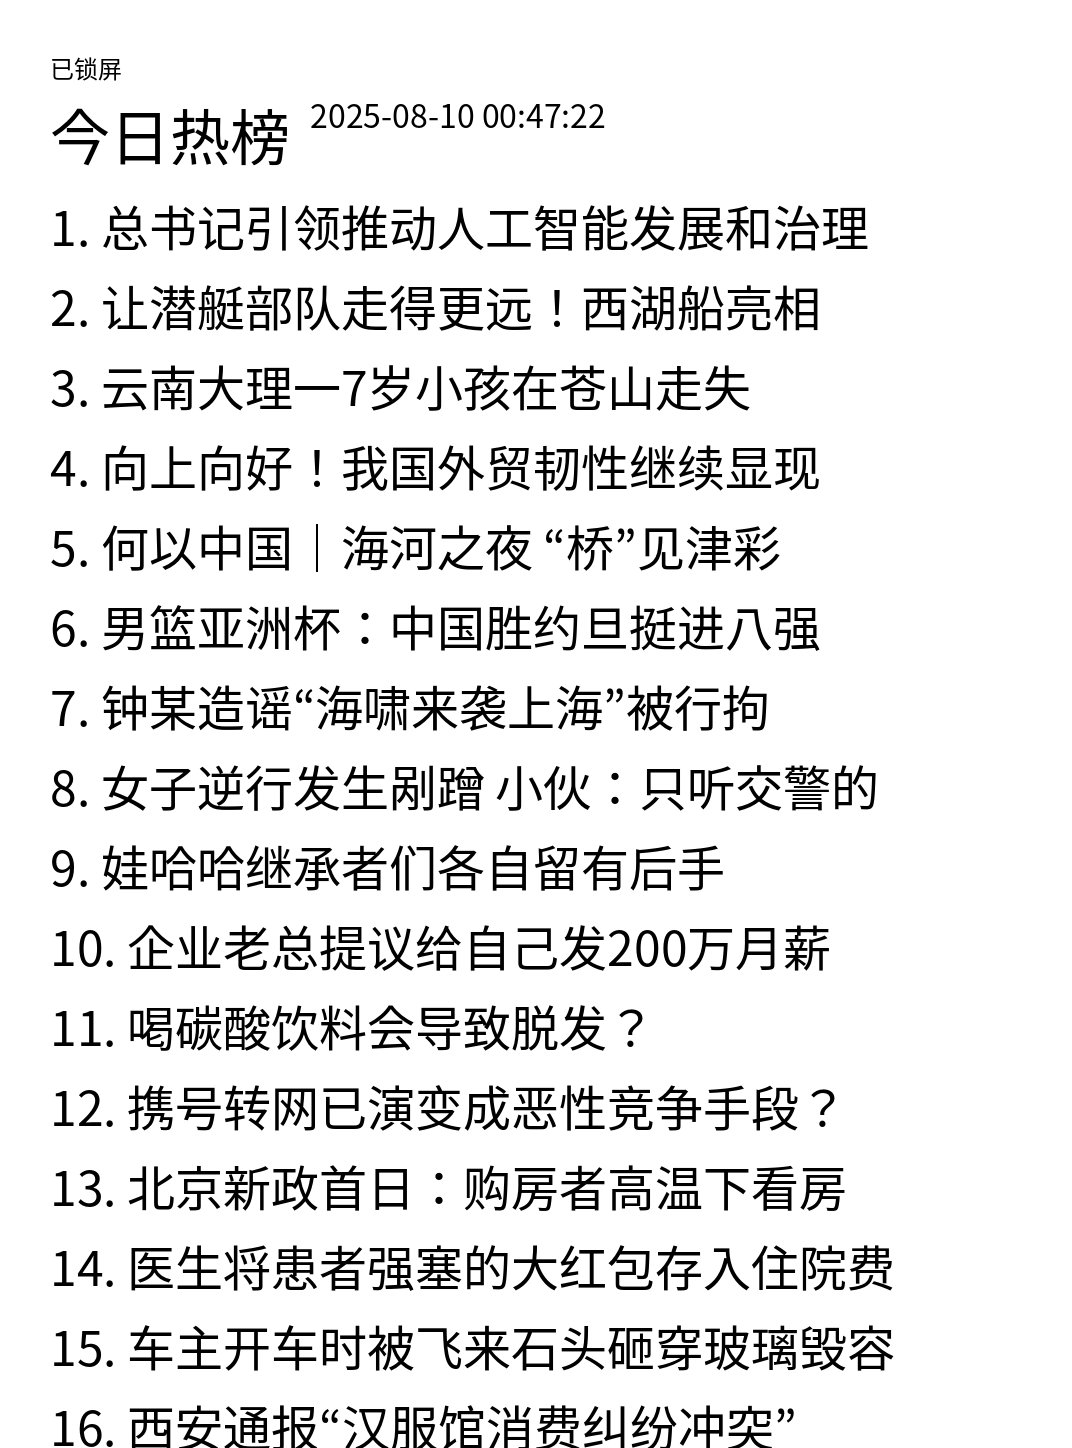 已锁屏
今日热榜 2025-08-10 00:47:22
1. 总书记引领推动人工智能发展和治理
2. 让潜艇部队走得更远！西湖船亮相
3. 云南大理一7岁小孩在苍山走失
4. 向上向好！我国外贸韧性继续显现
5. 何以中国｜海河之夜 “桥”见津彩
6. 男篮亚洲杯：中国胜约旦挺进八强
7. 钟某造谣“海啸来袭上海”被行拘
8. 女子逆行发生剐蹭 小伙：只听交警的
9. 娃哈哈继承者们各自留有后手
10. 企业老总提议给自己发200万月薪
11. 喝碳酸饮料会导致脱发？
12. 携号转网已演变成恶性竞争手段？
13. 北京新政首日：购房者高温下看房
14. 医生将患者强塞的大红包存入住院费
15. 车主开车时被飞来石头砸穿玻璃毁容
16. 西安通报“汉服馆消费纠纷冲突”